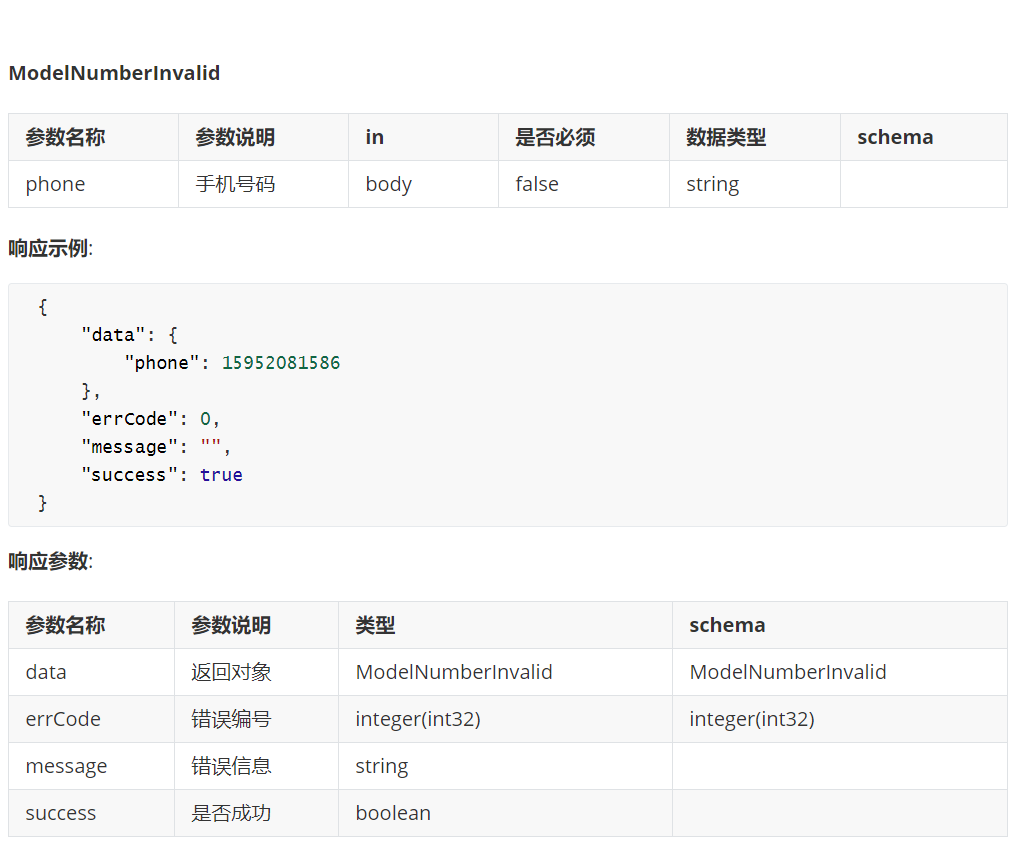 ModelNumberInvalid
参数名称 参数说明 in 是否必须 数据类型 schema
phone 手机号码 body false string
响应示例:
{
"data": {
"phone": 15952081586
},
"errCode": 0,
"message": "",
"success": true
}
响应参数:
参数名称 参数说明 类型 schema
data 返回对象 ModelNumberInvalid ModelNumberInvalid
errCode 错误编号 integer(int32) integer(int32)
message 错误信息 string
success 是否成功 boolean